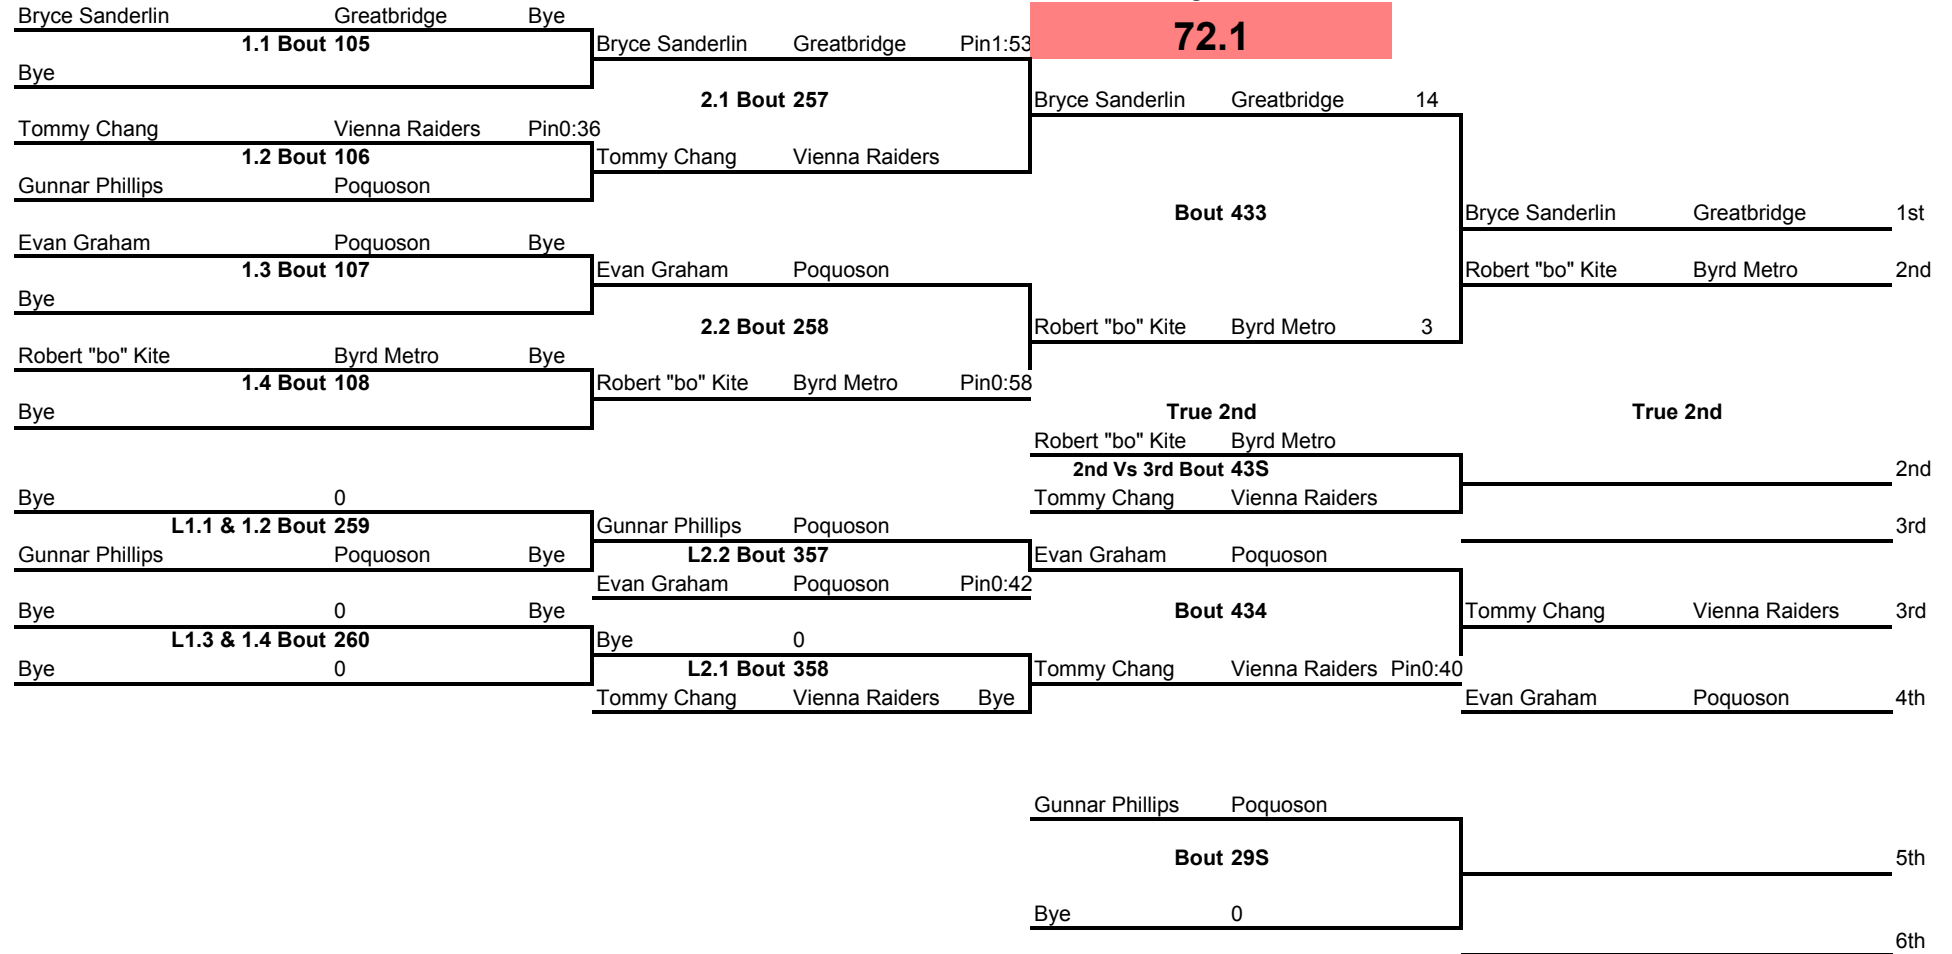 Bryce Sanderlin Greatbridge Bye
72.1
1.1 Bout 105 Bryce Sanderlin Greatbridge Pin1:53
Bye
2.1 Bout 257 Bryce Sanderlin Greatbridge 14
Tommy Chang Vienna Raiders Pin0:36
1.2 Bout 106 Tommy Chang Vienna Raiders
Gunnar Phillips Poquoson
Bout 433 Bryce Sanderlin Greatbridge 1st
Evan Graham Poquoson Bye
1.3 Bout 107 Evan Graham Poquoson Robert "bo" Kite Byrd Metro 2nd
Bye
2.2 Bout 258 Robert "bo" Kite Byrd Metro 3
Robert "bo" Kite Byrd Metro Bye
1.4 Bout 108 Robert "bo" Kite Byrd Metro Pin0:58
Bye True 2nd True 2nd
Robert "bo" Kite Byrd Metro
2nd Vs 3rd Bout 43S 2nd
Bye 0 Tommy Chang Vienna Raiders
L1.1 & 1.2 Bout 259 Gunnar Phillips Poquoson 3rd
Gunnar Phillips Poquoson Bye L2.2 Bout 357 Evan Graham Poquoson
Evan Graham Poquoson Pin0:42
Bye 0 Bye Bout 434 Tommy Chang Vienna Raiders 3rd
L1.3 & 1.4 Bout 260 Bye 0
Bye 0 L2.1 Bout 358 Tommy Chang Vienna Raiders Pin0:40
Tommy Chang Vienna Raiders Bye Evan Graham Poquoson 4th
Gunnar Phillips Poquoson
Bout 29S 5th
Bye 0
6th